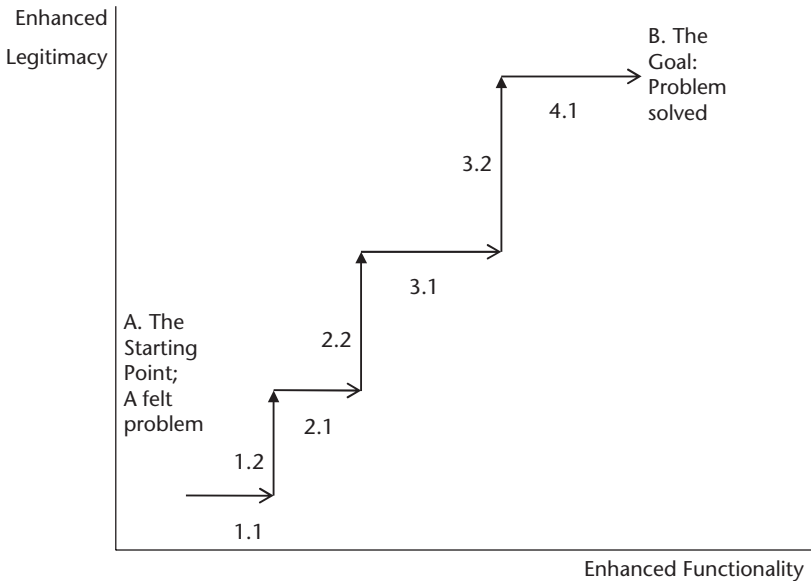 Enhanced
Legitimacy
B. The
Goal:
Problem
solved
4.1
3.2
3.1
A. The
Starting
Point;
A felt
problem
2.2
2.1
1.2
1.1
Enhanced Functionality